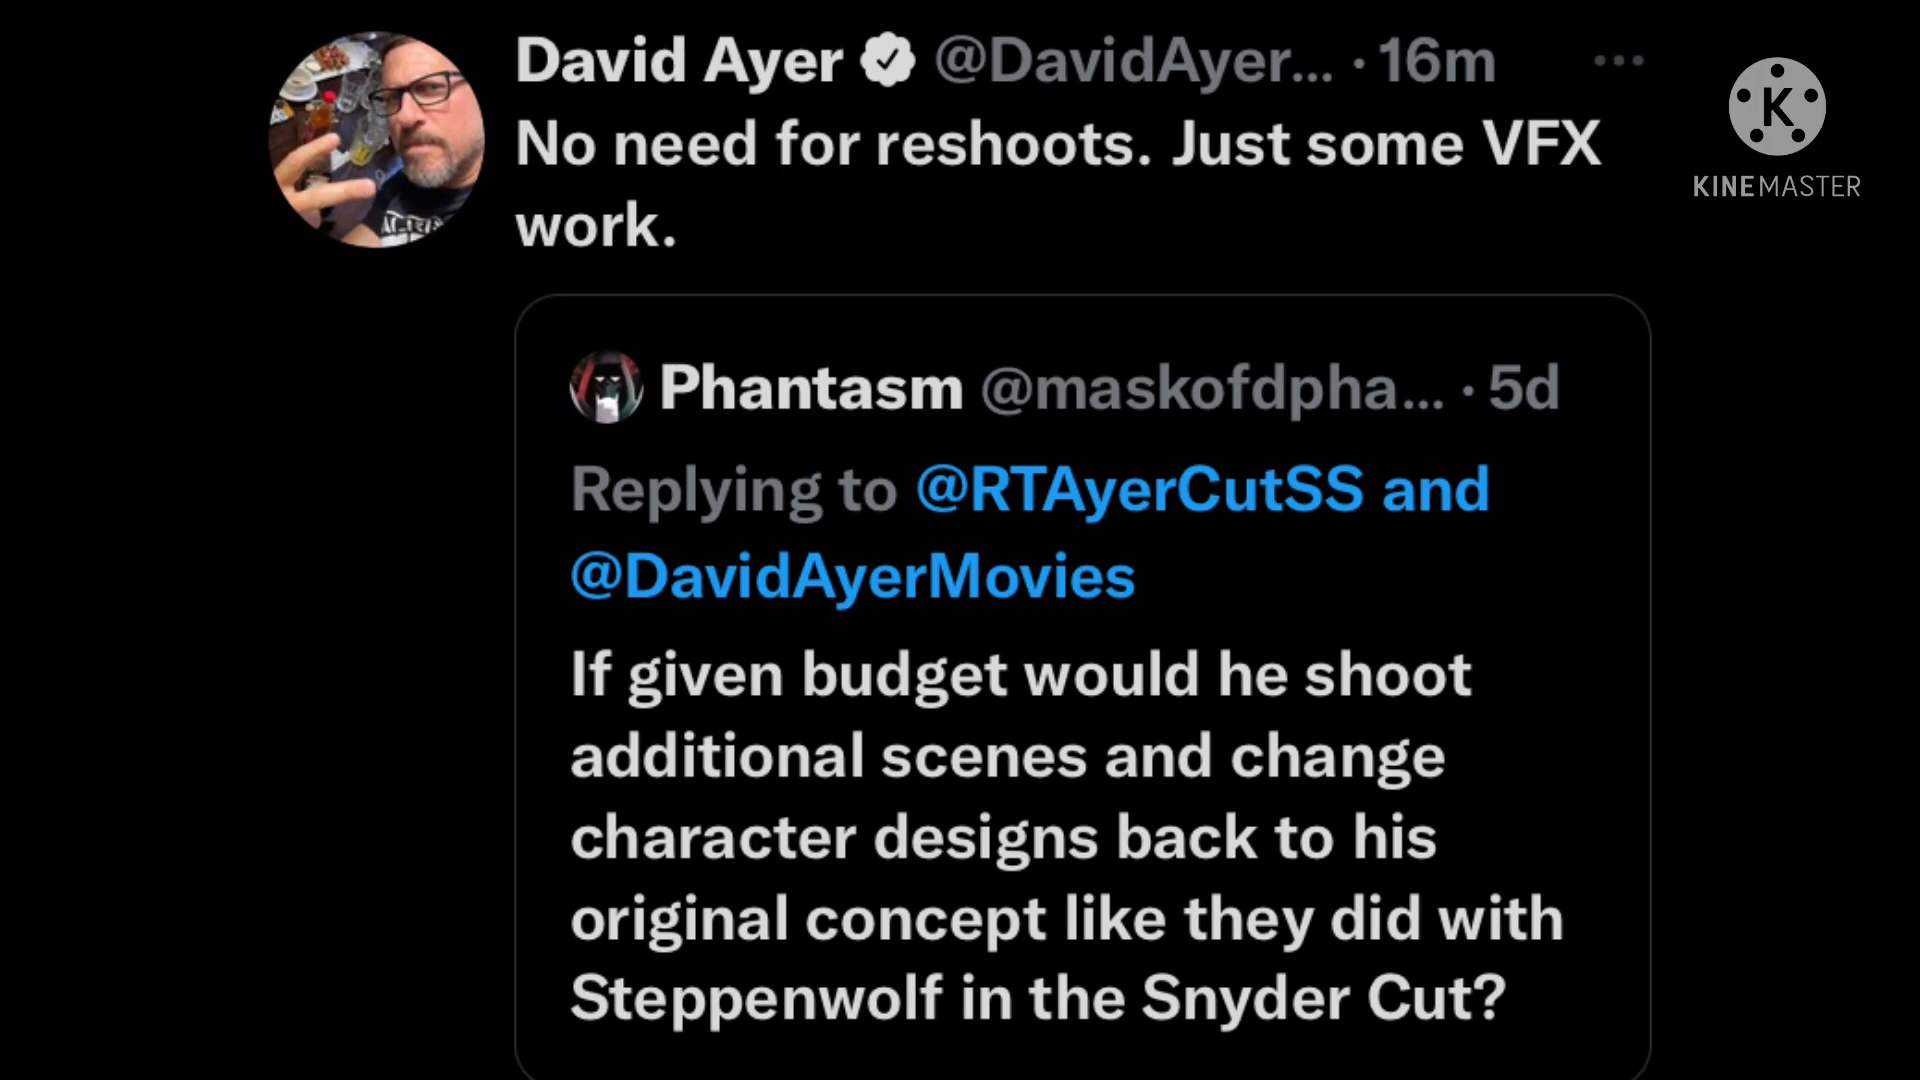 David Ayer @DavidAyer... · 16m
No need for reshoots. Just some VFX
work.
K
KINEMASTER
Phantasm @maskofdpha... · 5d
Replying to @RTAyerCutSS and
@DavidAyerMovies
If given budget would he shoot
additional scenes and change
character designs back to his
original concept like they did with
Steppenwolf in the Snyder Cut?